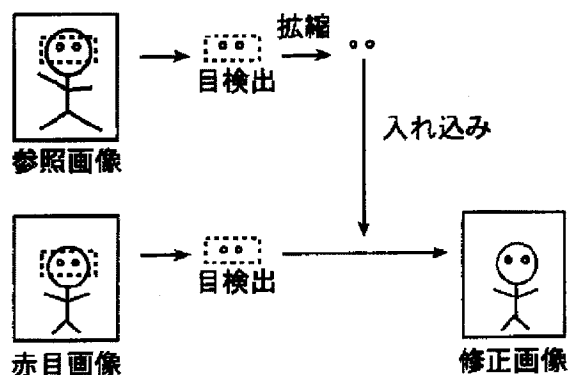 拡縮
目検出
入れ込み
参照画像
目検出
赤目画像
修正画像